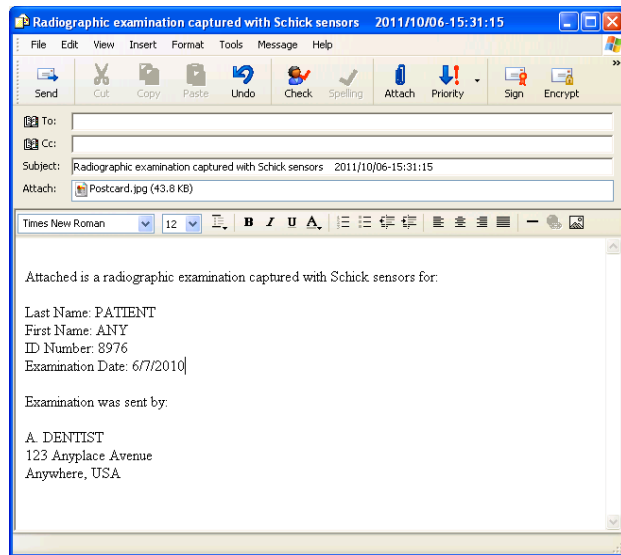 Radiographic examination captured with Schick sensors 2011/10/06-15:31:15
File Edit View Insert Format Tools Message Help
Send Cut Copy Paste Undo Check Spelling Attach Priority Sign Encrypt »
To:
Cc:
Subject: Radiographic examination captured with Schick sensors 2011/10/06-15:31:15
Attach: Postcard.jpg (43.8 KB)
Times New Roman 12 B I U A
Attached is a radiographic examination captured with Schick sensors for:
Last Name: PATIENT
First Name: ANY
ID Number: 8976
Examination Date: 6/7/2010
Examination was sent by:
A. DENTIST
123 Anyplace Avenue
Anywhere, USA